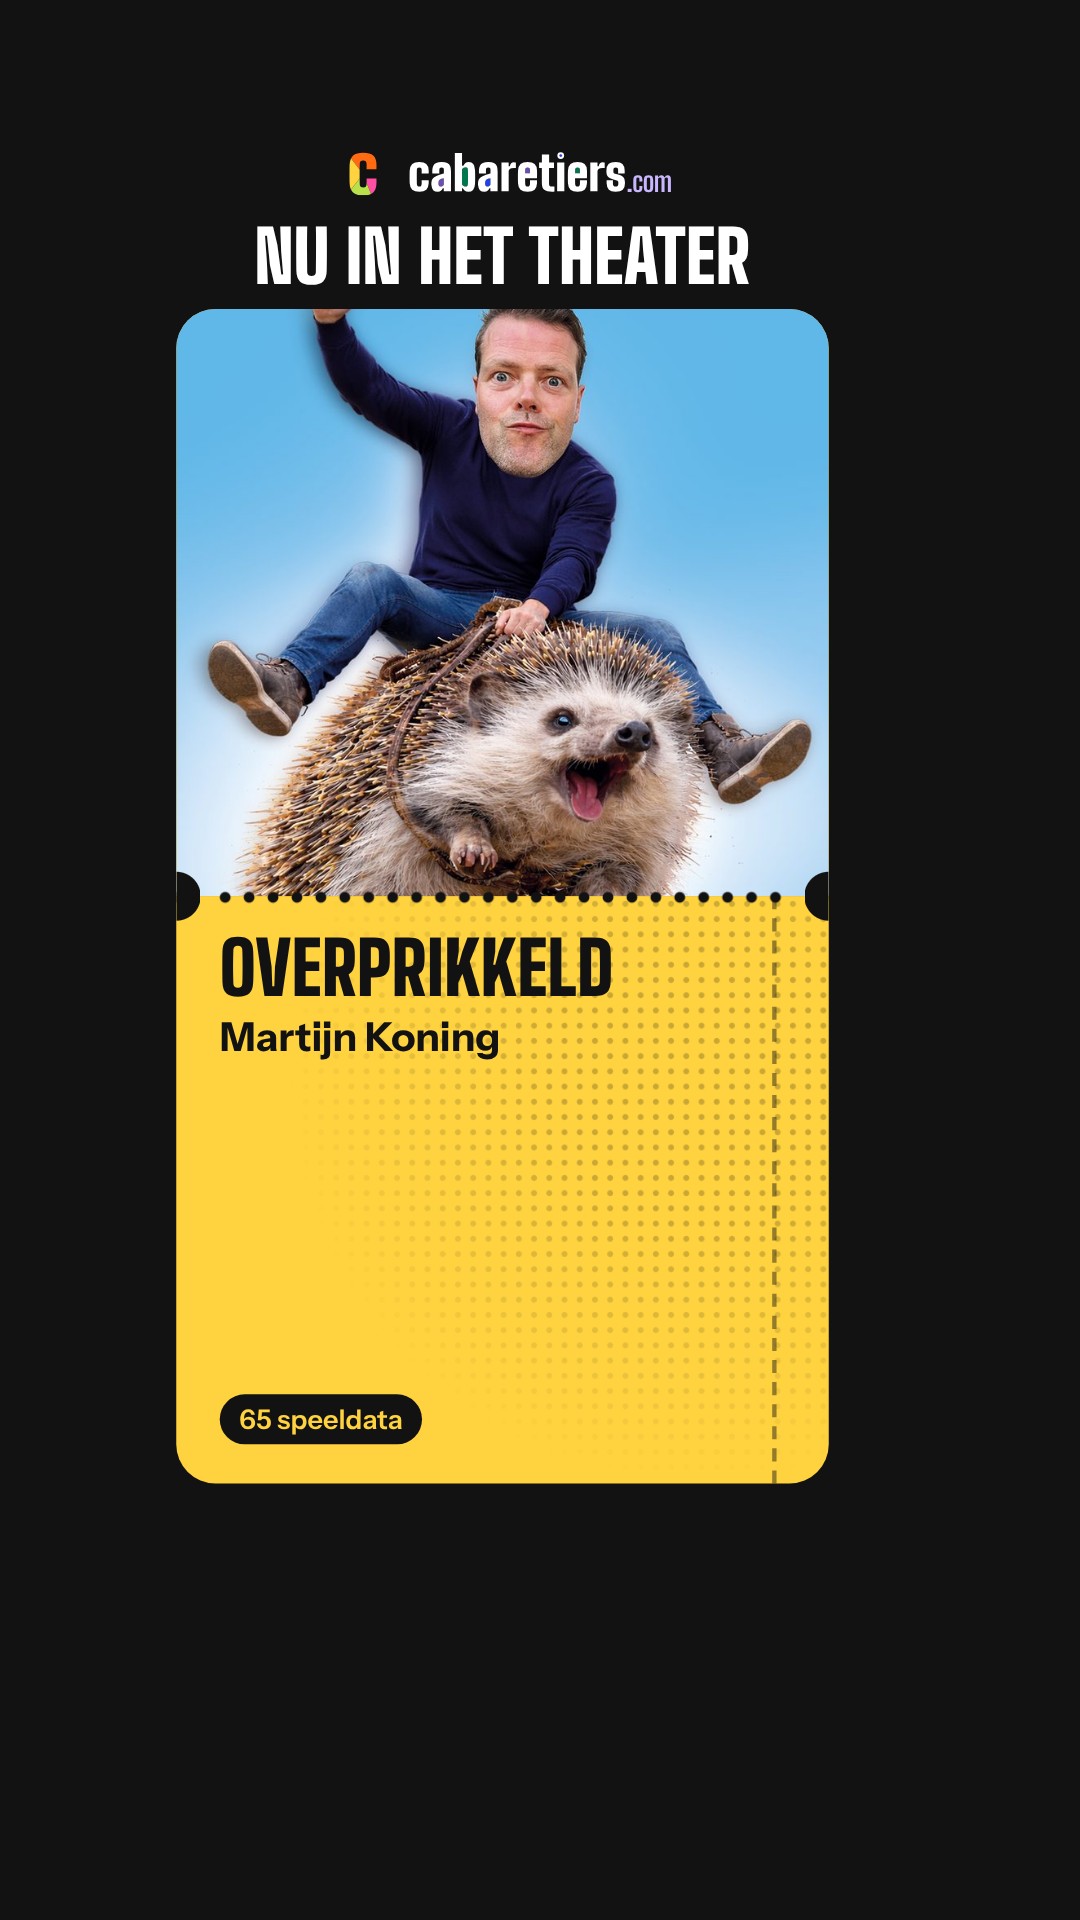 C cabaretiers.com
NU IN HET THEATER
OVERPRIKKELD
Martijn Koning
65 speeldata